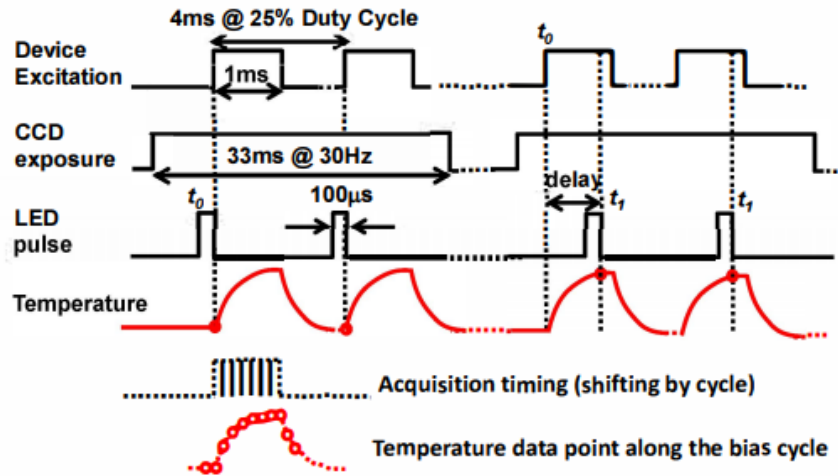 4ms @ 25% Duty Cycle
Device
Excitation
1ms
t₀
CCD
exposure
33ms @ 30Hz
LED
pulse
t₀
100µs
delay
t₁
t₁
Temperature
Acquisition timing (shifting by cycle)
Temperature data point along the bias cycle